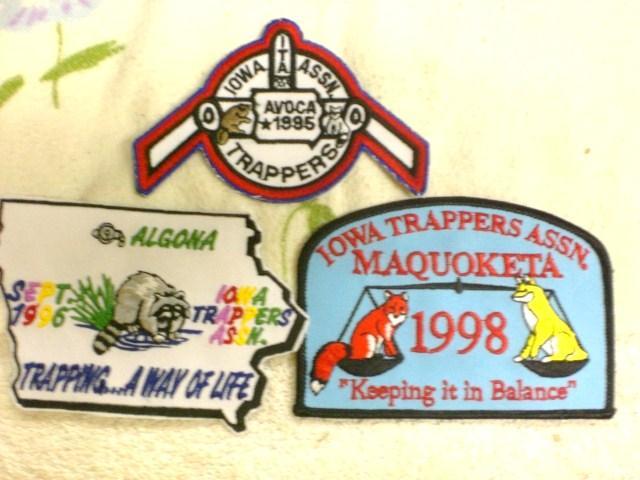 ITA
IOWA ASSN.
AVOCA
★1995
TRAPPERS
ALGONA
SEPT. 1996
IOWA TRAPPERS ASSN.
TRAPPING...A WAY OF LIFE
IOWA TRAPPERS ASSN.
MAQUOKETA
1998
"Keeping it in Balance"